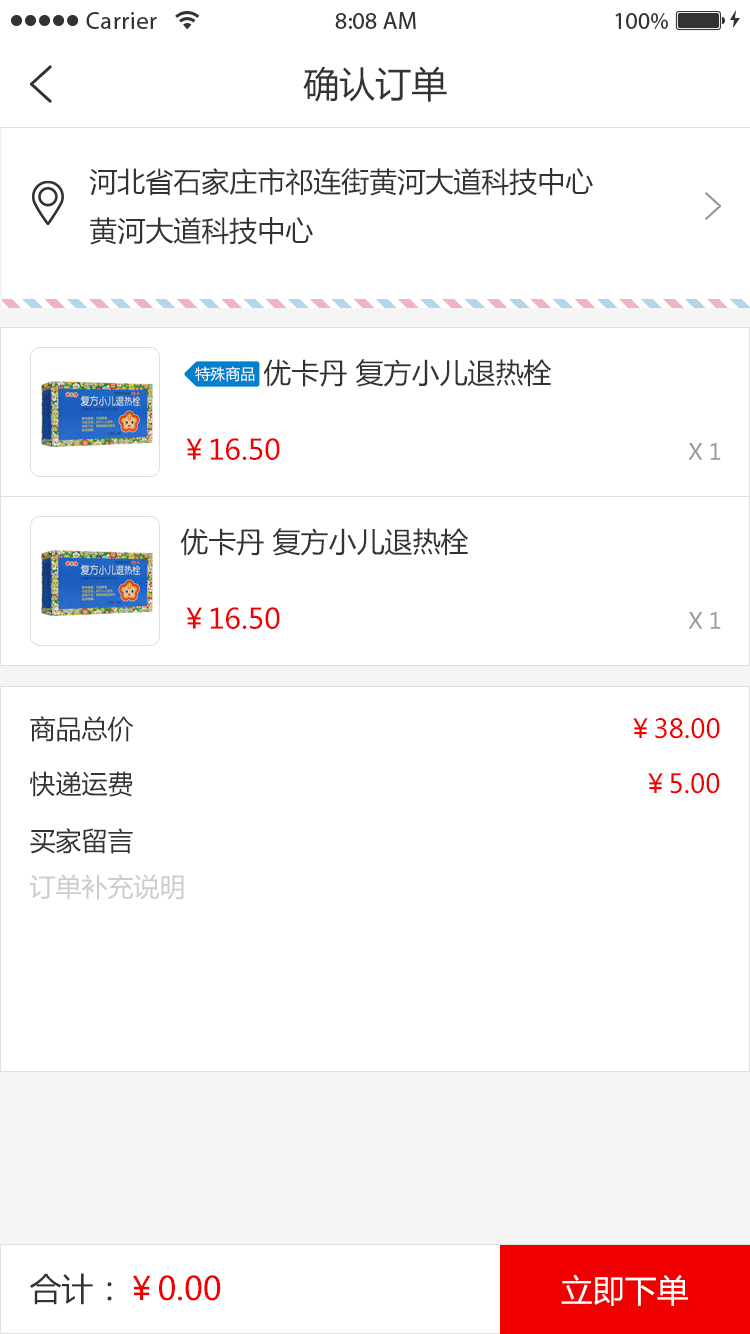 Carrier 8:08 AM 100%
确认订单
河北省石家庄市祁连街黄河大道科技中心
黄河大道科技中心
特殊商品 优卡丹 复方小儿退热栓
复方小儿退热栓
¥ 16.50 X 1
优卡丹 复方小儿退热栓
复方小儿退热栓
¥ 16.50 X 1
商品总价 ¥ 38.00
快递运费 ¥ 5.00
买家留言
订单补充说明
合计： ¥ 0.00 立即下单